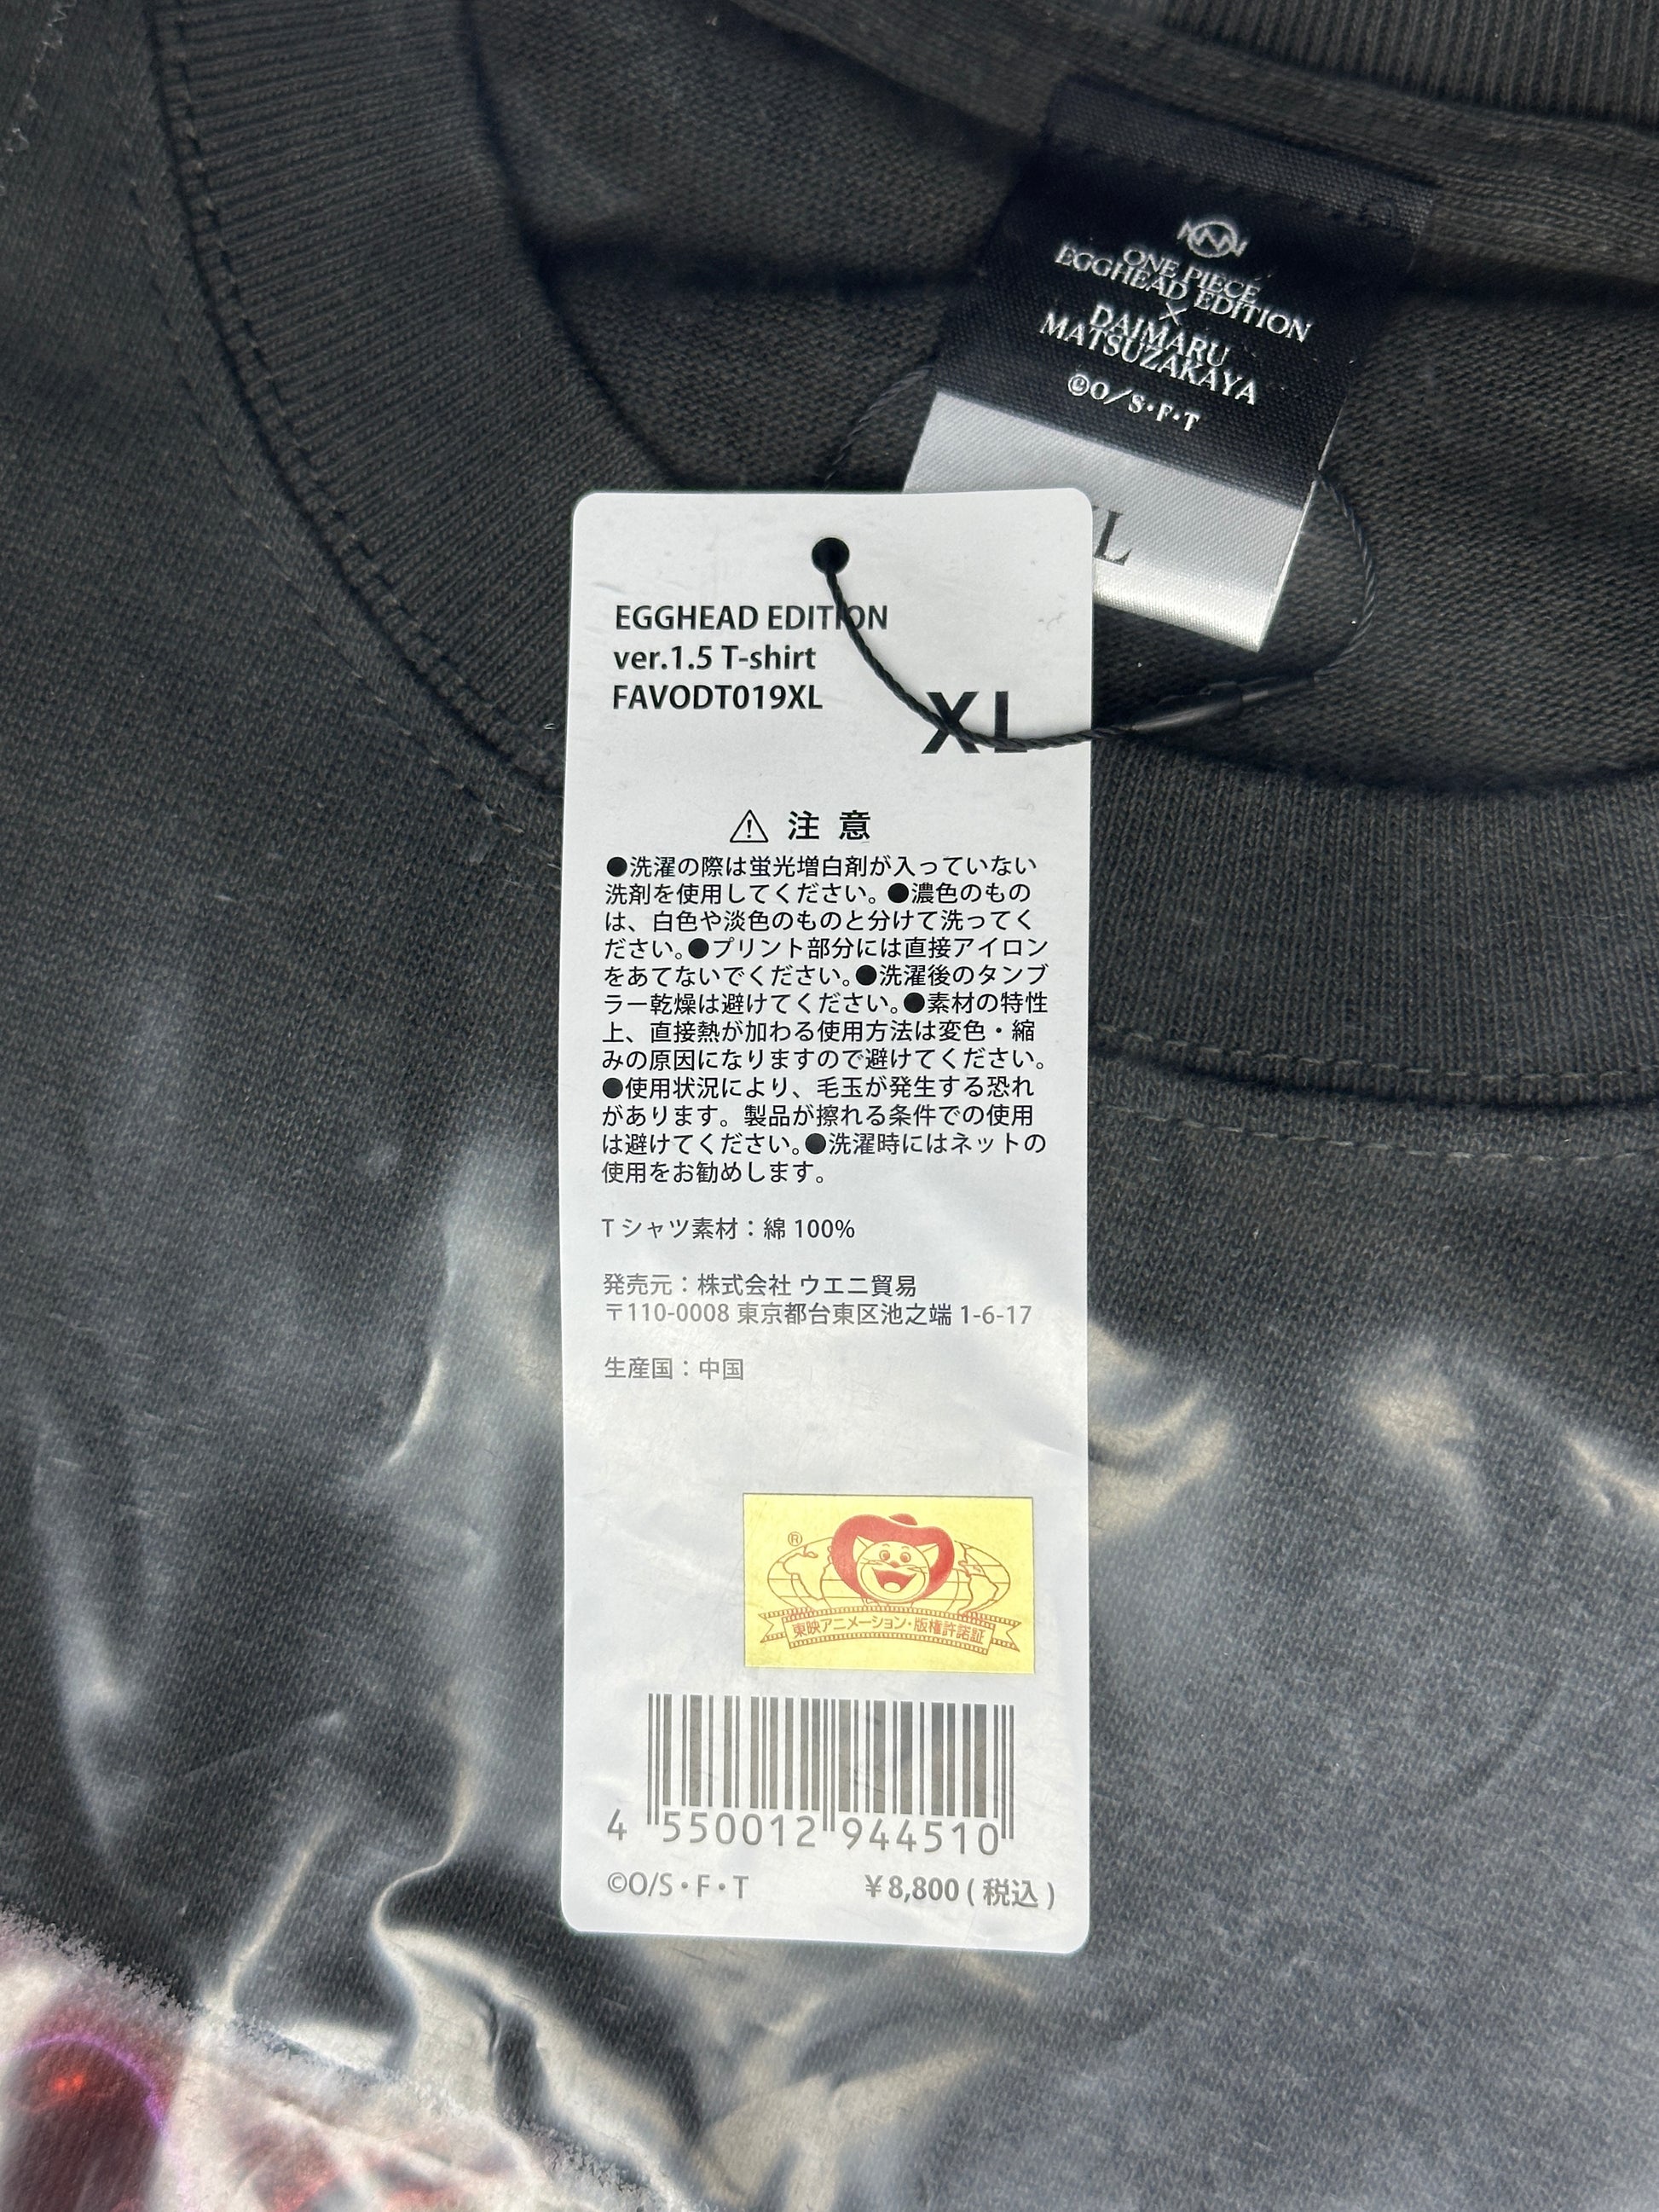 ONE PIECE
EGGHEAD EDITION
×
DAIMARU
MATSUZAKAYA
©O/S・F・T
XL
EGGHEAD EDITION
ver.1.5 T-shirt
FAVODT019XL
XL
⚠ 注意
●洗濯の際は蛍光増白剤が入っていない
洗剤を使用してください。●濃色のもの
は、白色や淡色のものと分けて洗ってく
ださい。●プリント部分には直接アイロン
をあてないでください。●洗濯後のタンブ
ラー乾燥は避けてください。●素材の特性
上、直接熱が加わる使用方法は変色・縮
みの原因になりますので避けてください。
●使用状況により、毛玉が発生する恐れ
があります。製品が擦れる条件での使用
は避けてください。●洗濯時にはネットの
使用をお勧めします。
Tシャツ素材：綿 100%
発売元：株式会社 ウエニ貿易
〒110-0008 東京都台東区池之端 1-6-17
生産国：中国
®
東映アニメーション・版権許諾証
4 550012 944510
©O/S・F・T ¥8,800 ( 税込 )